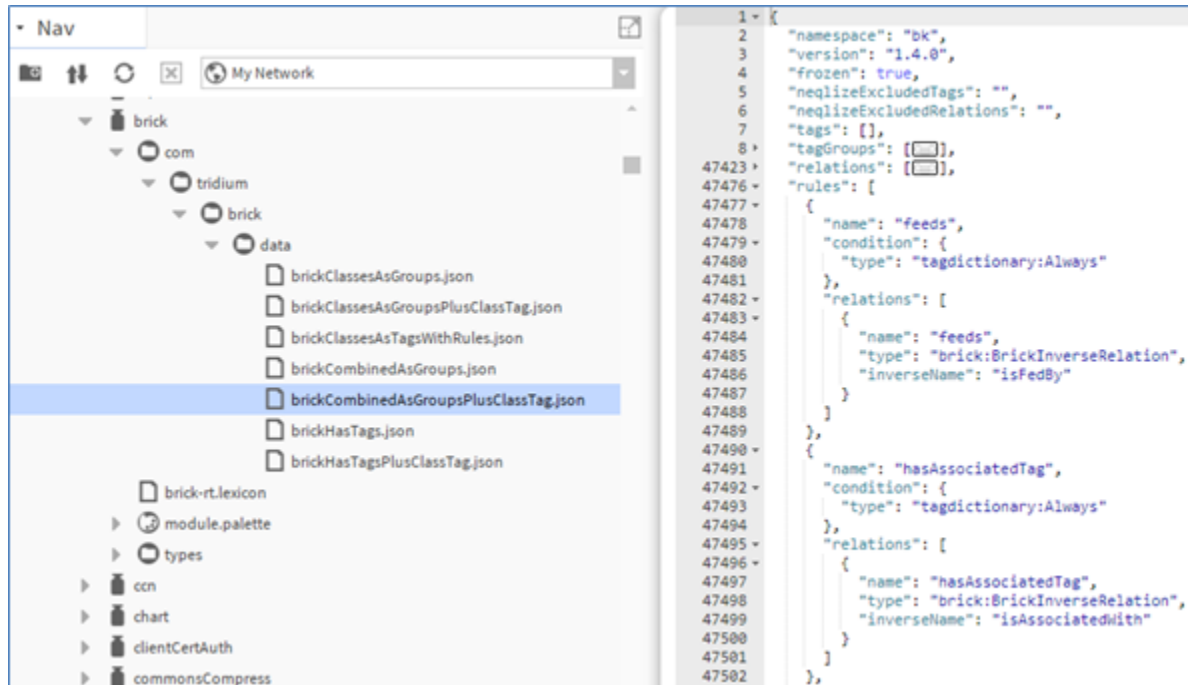 Nav
My Network
brick
com
tridium
brick
data
brickClassesAsGroups.json
brickClassesAsGroupsPlusClassTag.json
brickClassesAsTagsWithRules.json
brickCombinedAsGroups.json
brickCombinedAsGroupsPlusClassTag.json
brickHasTags.json
brickHasTagsPlusClassTag.json
brick-rt.lexicon
module.palette
types
ccn
chart
clientCertAuth
commonsCompress
1 {
2 "namespace": "bk",
3 "version": "1.4.0",
4 "frozen": true,
5 "neqlizeExcludedTags": "",
6 "neqlizeExcludedRelations": "",
7 "tags": [],
8 "tagGroups": [],
47423 "relations": [],
47476 "rules": [
47477 {
47478 "name": "feeds",
47479 "condition": {
47480 "type": "tagdictionary:Always"
47481 },
47482 "relations": [
47483 {
47484 "name": "feeds",
47485 "type": "brick:BrickInverseRelation",
47486 "inverseName": "isFedBy"
47487 }
47488 ]
47489 },
47490 {
47491 "name": "hasAssociatedTag",
47492 "condition": {
47493 "type": "tagdictionary:Always"
47494 },
47495 "relations": [
47496 {
47497 "name": "hasAssociatedTag",
47498 "type": "brick:BrickInverseRelation",
47499 "inverseName": "isAssociatedWith"
47500 }
47501 ]
47502 },